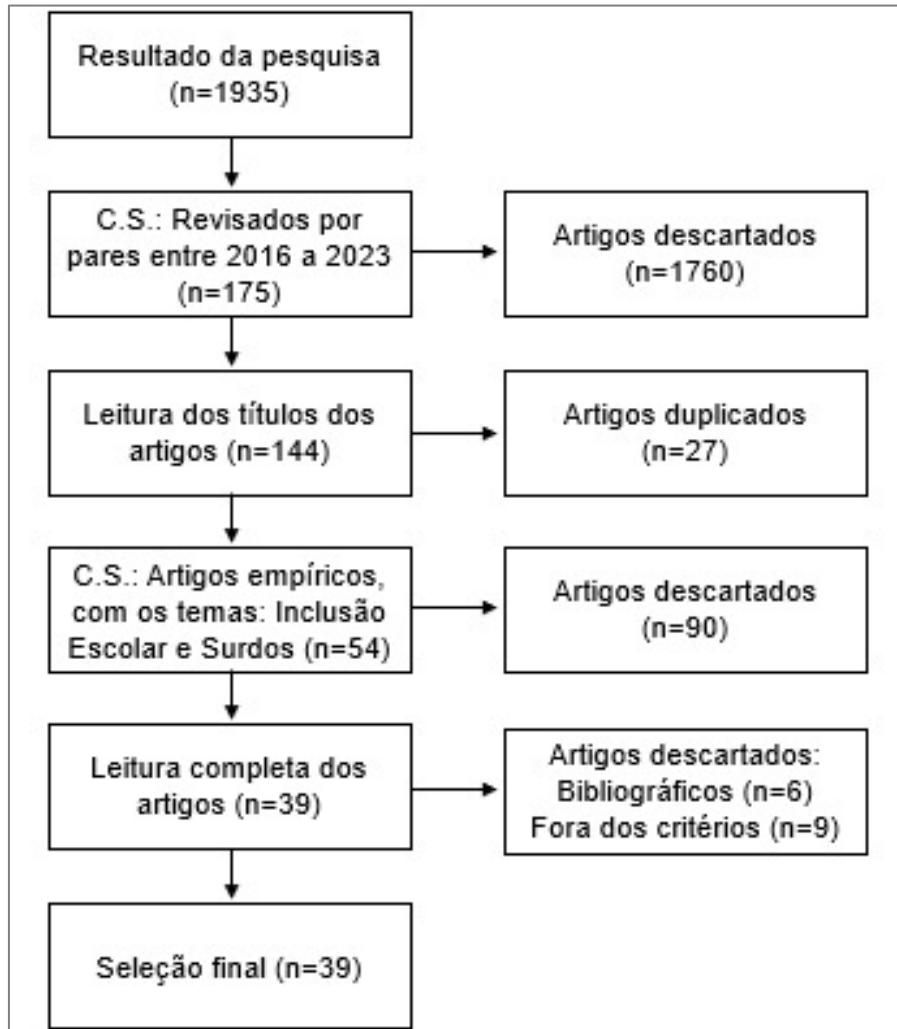 Resultado da pesquisa
(n=1935)
C.S.: Revisados por
pares entre 2016 a 2023
(n=175)
Artigos descartados
(n=1760)
Leitura dos títulos dos
artigos (n=144)
Artigos duplicados
(n=27)
C.S.: Artigos empíricos,
com os temas: Inclusão
Escolar e Surdos (n=54)
Artigos descartados
(n=90)
Leitura completa dos
artigos (n=39)
Artigos descartados:
Bibliográficos (n=6)
Fora dos critérios (n=9)
Seleção final (n=39)